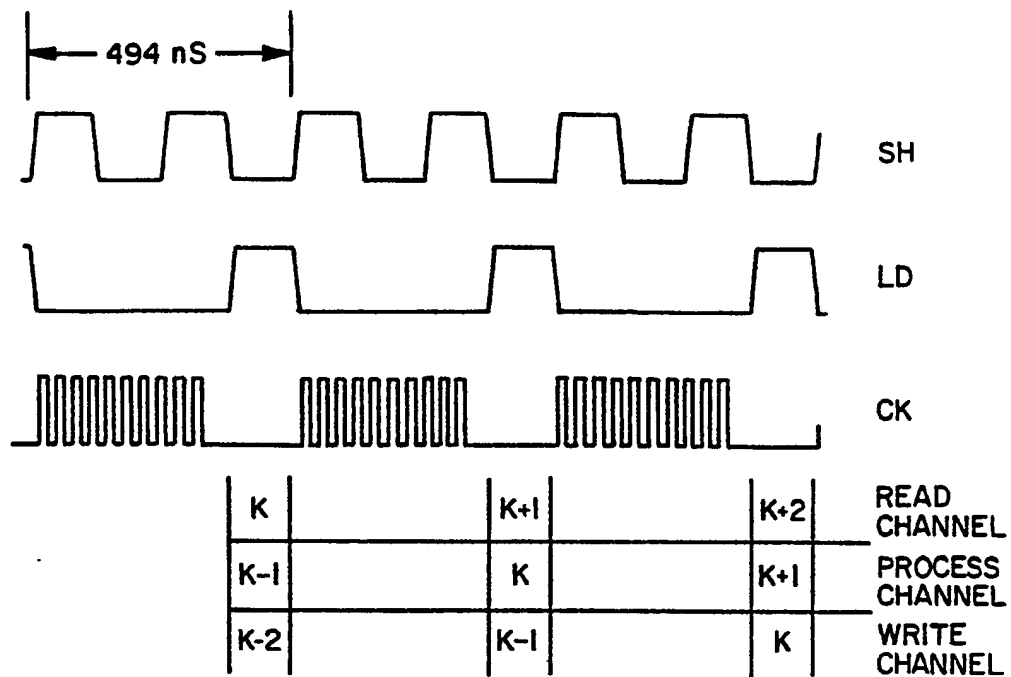 494 nS
SH
LD
CK
K K+1 K+2 READ CHANNEL
K-1 K K+1 PROCESS CHANNEL
K-2 K-1 K WRITE CHANNEL